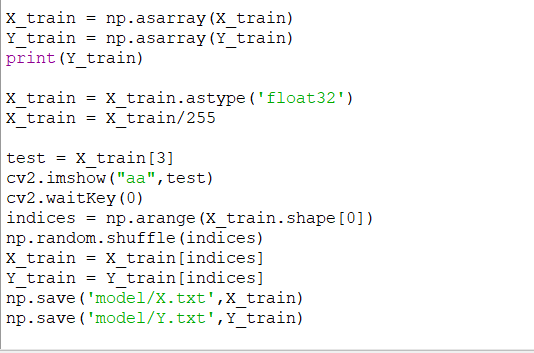 X_train = np.asarray(X_train)
Y_train = np.asarray(Y_train)
print(Y_train)
X_train = X_train.astype('float32')
X_train = X_train/255
test = X_train[3]
cv2.imshow("aa",test)
cv2.waitKey(0)
indices = np.arange(X_train.shape[0])
np.random.shuffle(indices)
X_train = X_train[indices]
Y_train = Y_train[indices]
np.save('model/X.txt',X_train)
np.save('model/Y.txt',Y_train)